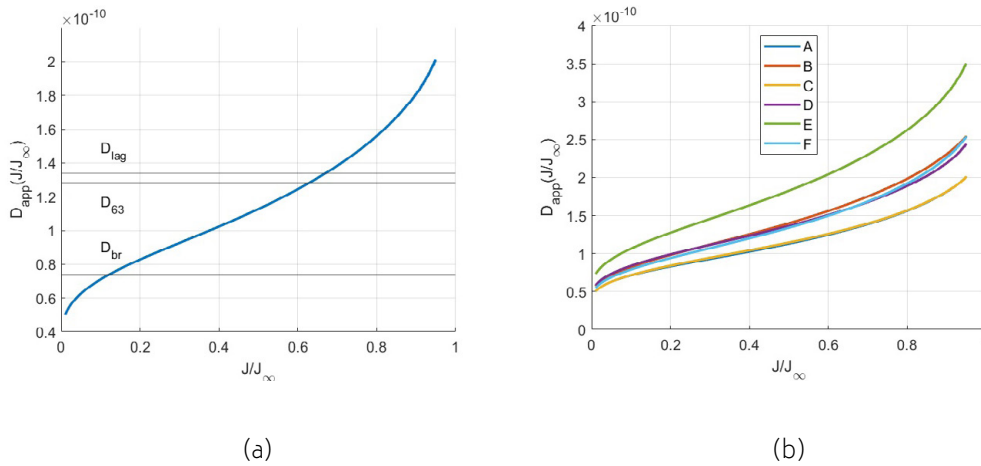 ×10⁻¹⁰
2
1.8
1.6
1.4
1.2
1
0.8
0.6
0.4
D_app(J/J_∞)
D_lag
D_63
D_br
0 0.2 0.4 0.6 0.8 1
J/J_∞
(a)
×10⁻¹⁰
4
3.5
3
2.5
2
1.5
1
0.5
0
D_app(J/J_∞)
A
B
C
D
E
F
0 0.2 0.4 0.6 0.8
J/J_∞
(b)